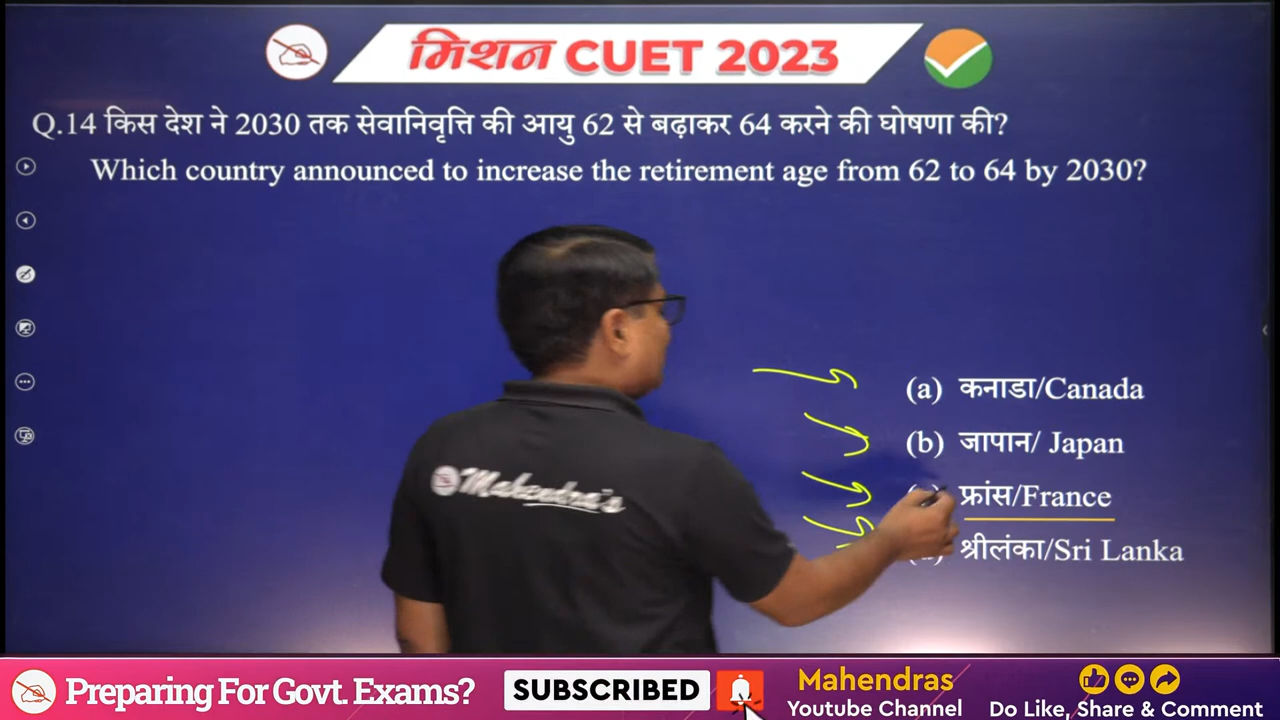 मिशन CUET 2023
Q.14 किस देश ने 2030 तक सेवानिवृत्ति की आयु 62 से बढ़ाकर 64 करने की घोषणा की?
Which country announced to increase the retirement age from 62 to 64 by 2030?
(a) कनाडा/Canada
(b) जापान/ Japan
फ्रांस/France
श्रीलंका/Sri Lanka
Mahendra's
Preparing For Govt. Exams?
SUBSCRIBED
Mahendras
Youtube Channel
Do Like, Share & Comment